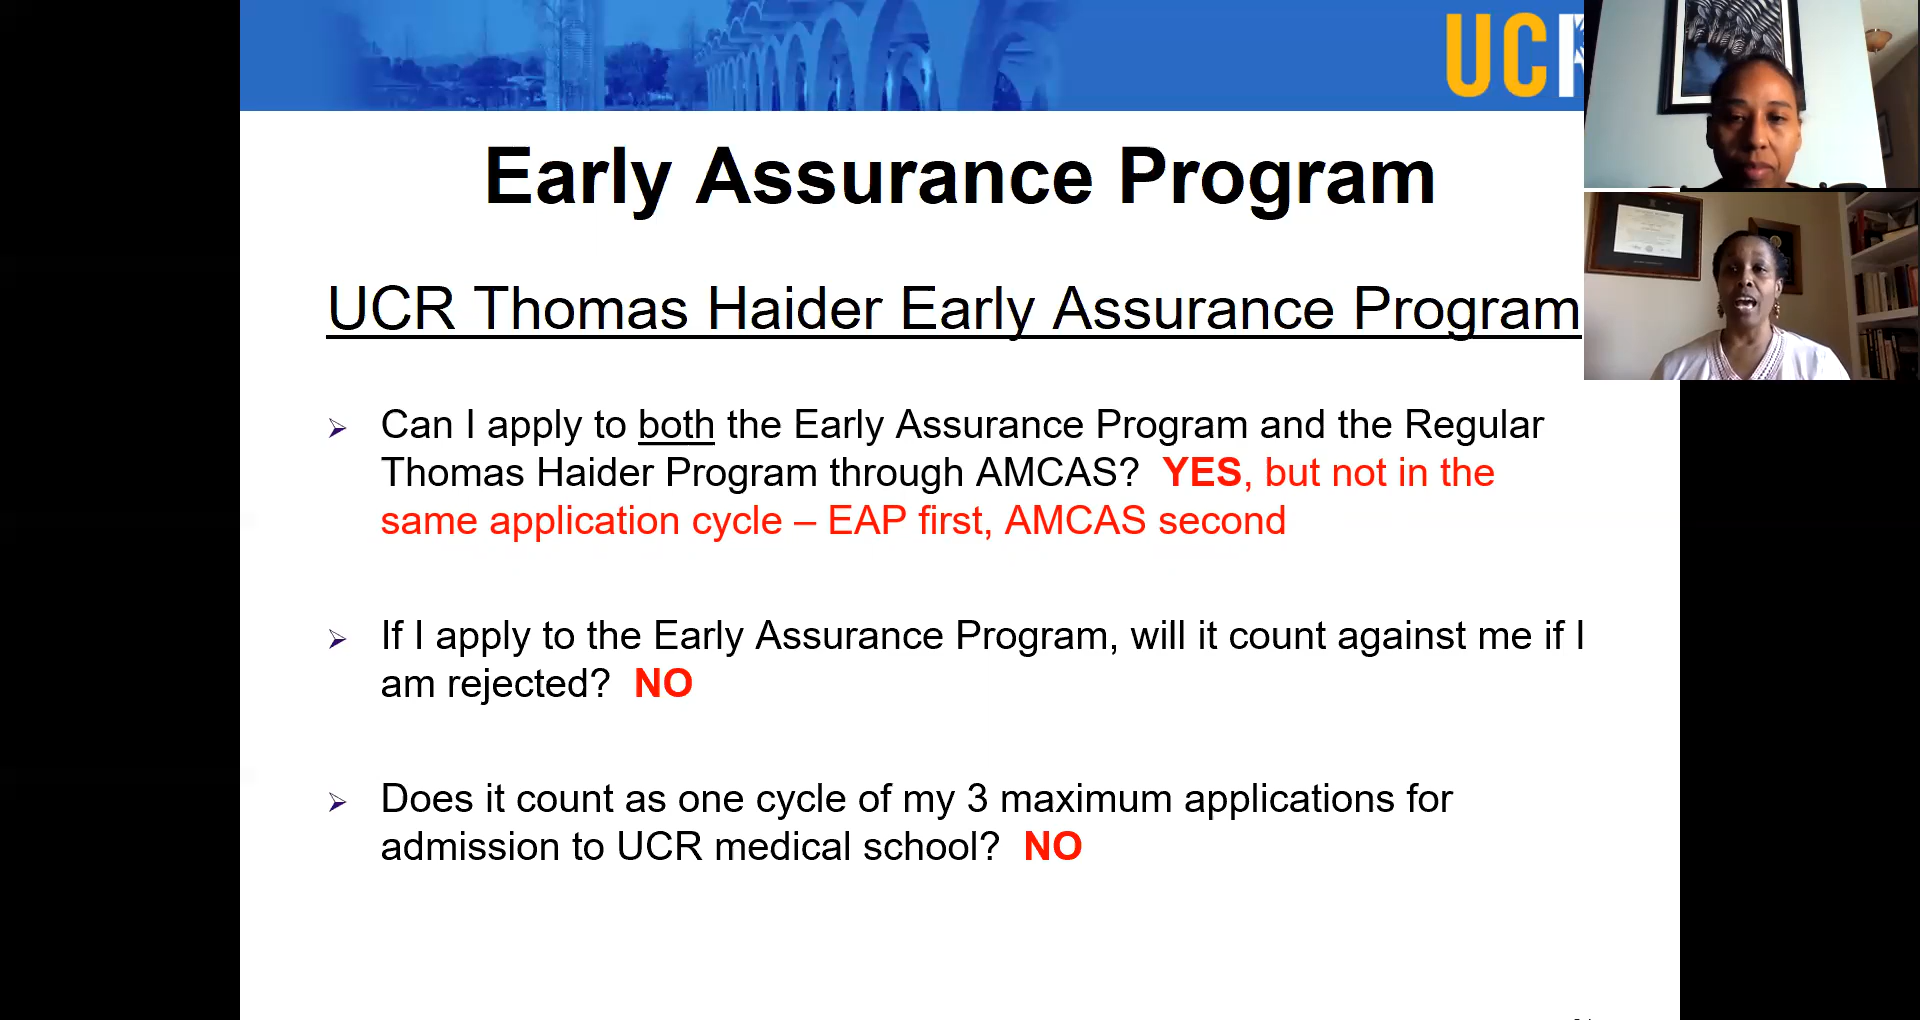 UCR
Early Assurance Program
UCR Thomas Haider Early Assurance Program
➢ Can I apply to both the Early Assurance Program and the Regular
Thomas Haider Program through AMCAS? YES, but not in the
same application cycle – EAP first, AMCAS second
➢ If I apply to the Early Assurance Program, will it count against me if I
am rejected? NO
➢ Does it count as one cycle of my 3 maximum applications for
admission to UCR medical school? NO